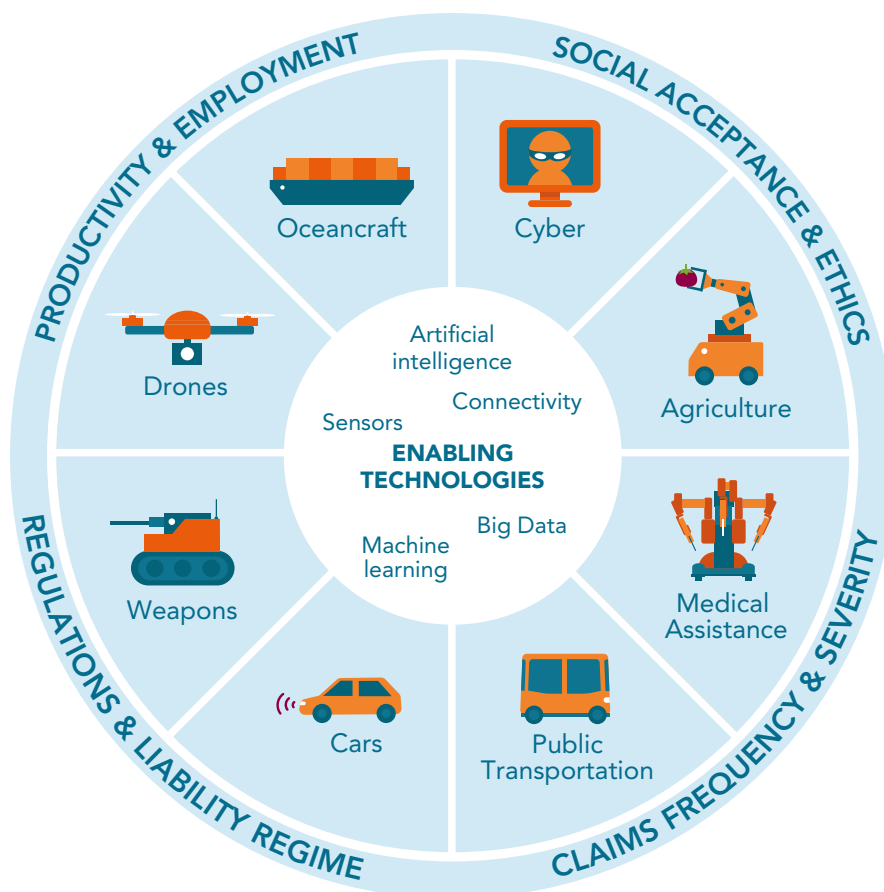 PRODUCTIVITY & EMPLOYMENT
SOCIAL ACCEPTANCE & ETHICS
Oceancraft
Cyber
Drones
Agriculture
Artificial
intelligence
Connectivity
Sensors
ENABLING
TECHNOLOGIES
Big Data
Machine
learning
Weapons
Medical
Assistance
Cars
Public
Transportation
REGULATIONS & LIABILITY REGIME
CLAIMS FREQUENCY & SEVERITY